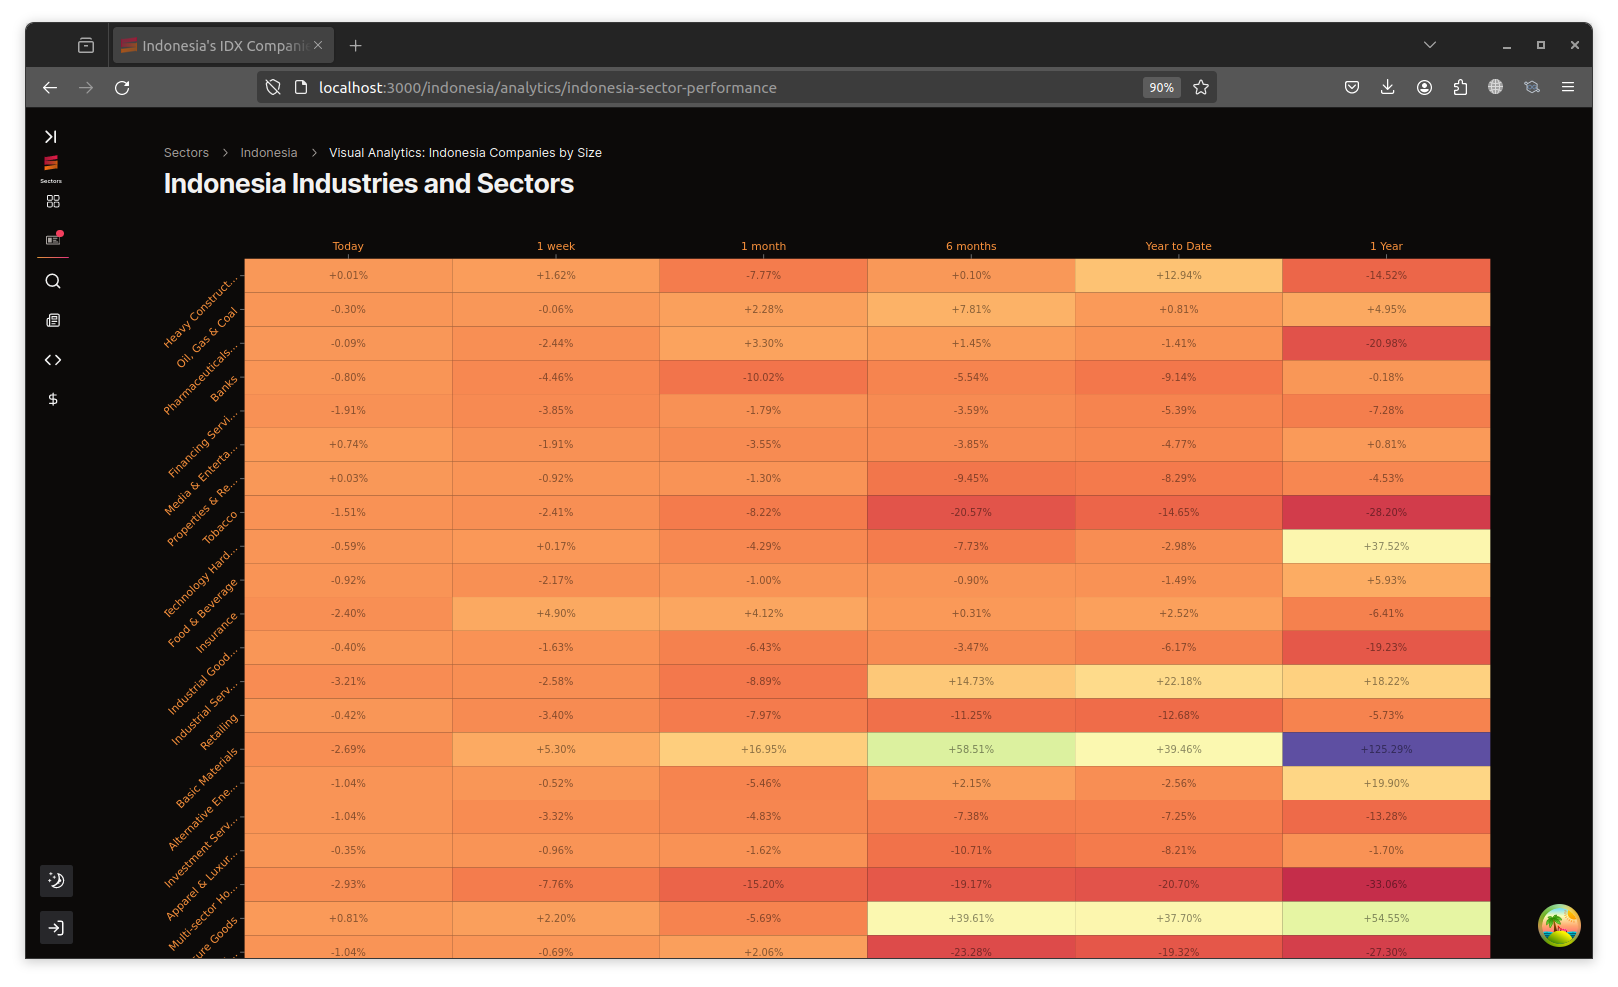 Indonesia's IDX Compani
localhost:3000/indonesia/analytics/indonesia-sector-performance
90%
Sectors
Sectors > Indonesia > Visual Analytics: Indonesia Companies by Size
Indonesia Industries and Sectors
Today 1 week 1 month 6 months Year to Date 1 Year
Heavy Construct... +0.01% +1.62% -7.77% +0.10% +12.94% -14.52%
Oil, Gas & Coal -0.30% -0.06% +2.28% +7.81% +0.81% +4.95%
Pharmaceuticals... -0.09% -2.44% +3.30% +1.45% -1.41% -20.98%
Banks -0.80% -4.46% -10.02% -5.54% -9.14% -0.18%
Financing Servi... -1.91% -3.85% -1.79% -3.59% -5.39% -7.28%
Media & Enterta... +0.74% -1.91% -3.55% -3.85% -4.77% +0.81%
Properties & Re... +0.03% -0.92% -1.30% -9.45% -8.29% -4.53%
Tobacco -1.51% -2.41% -8.22% -20.57% -14.65% -28.20%
Technology Hard... -0.59% +0.17% -4.29% -7.73% -2.98% +37.52%
Food & Beverage -0.92% -2.17% -1.00% -0.90% -1.49% +5.93%
Insurance -2.40% +4.90% +4.12% +0.31% +2.52% -6.41%
Industrial Good... -0.40% -1.63% -6.43% -3.47% -6.17% -19.23%
Industrial Serv... -3.21% -2.58% -8.89% +14.73% +22.18% +18.22%
Retailing -0.42% -3.40% -7.97% -11.25% -12.68% -5.73%
Basic Materials -2.69% +5.30% +16.95% +58.51% +39.46% +125.29%
Alternative Ene... -1.04% -0.52% -5.46% +2.15% -2.56% +19.90%
Investment Serv... -1.04% -3.32% -4.83% -7.38% -7.25% -13.28%
Apparel & Luxur... -0.35% -0.96% -1.62% -10.71% -8.21% -1.70%
Multi-sector Ho... -2.93% -7.76% -15.20% -19.17% -20.70% -33.06%
sure Goods +0.81% +2.20% -5.69% +39.61% +37.70% +54.55%
-1.04% -0.69% +2.06% -23.28% -19.32% -27.30%